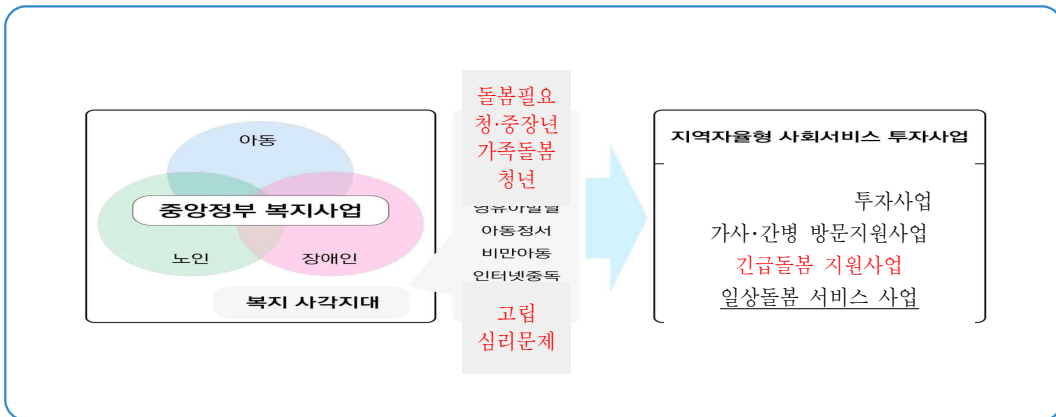 아동
중앙정부 복지사업
노인
장애인
복지 사각지대
돌봄필요
청·중장년
가족돌봄
청년
아동정서
비만아동
인터넷중독
고립
심리문제
지역자율형 사회서비스 투자사업
투자사업
가사·간병 방문지원사업
긴급돌봄 지원사업
일상돌봄 서비스 사업